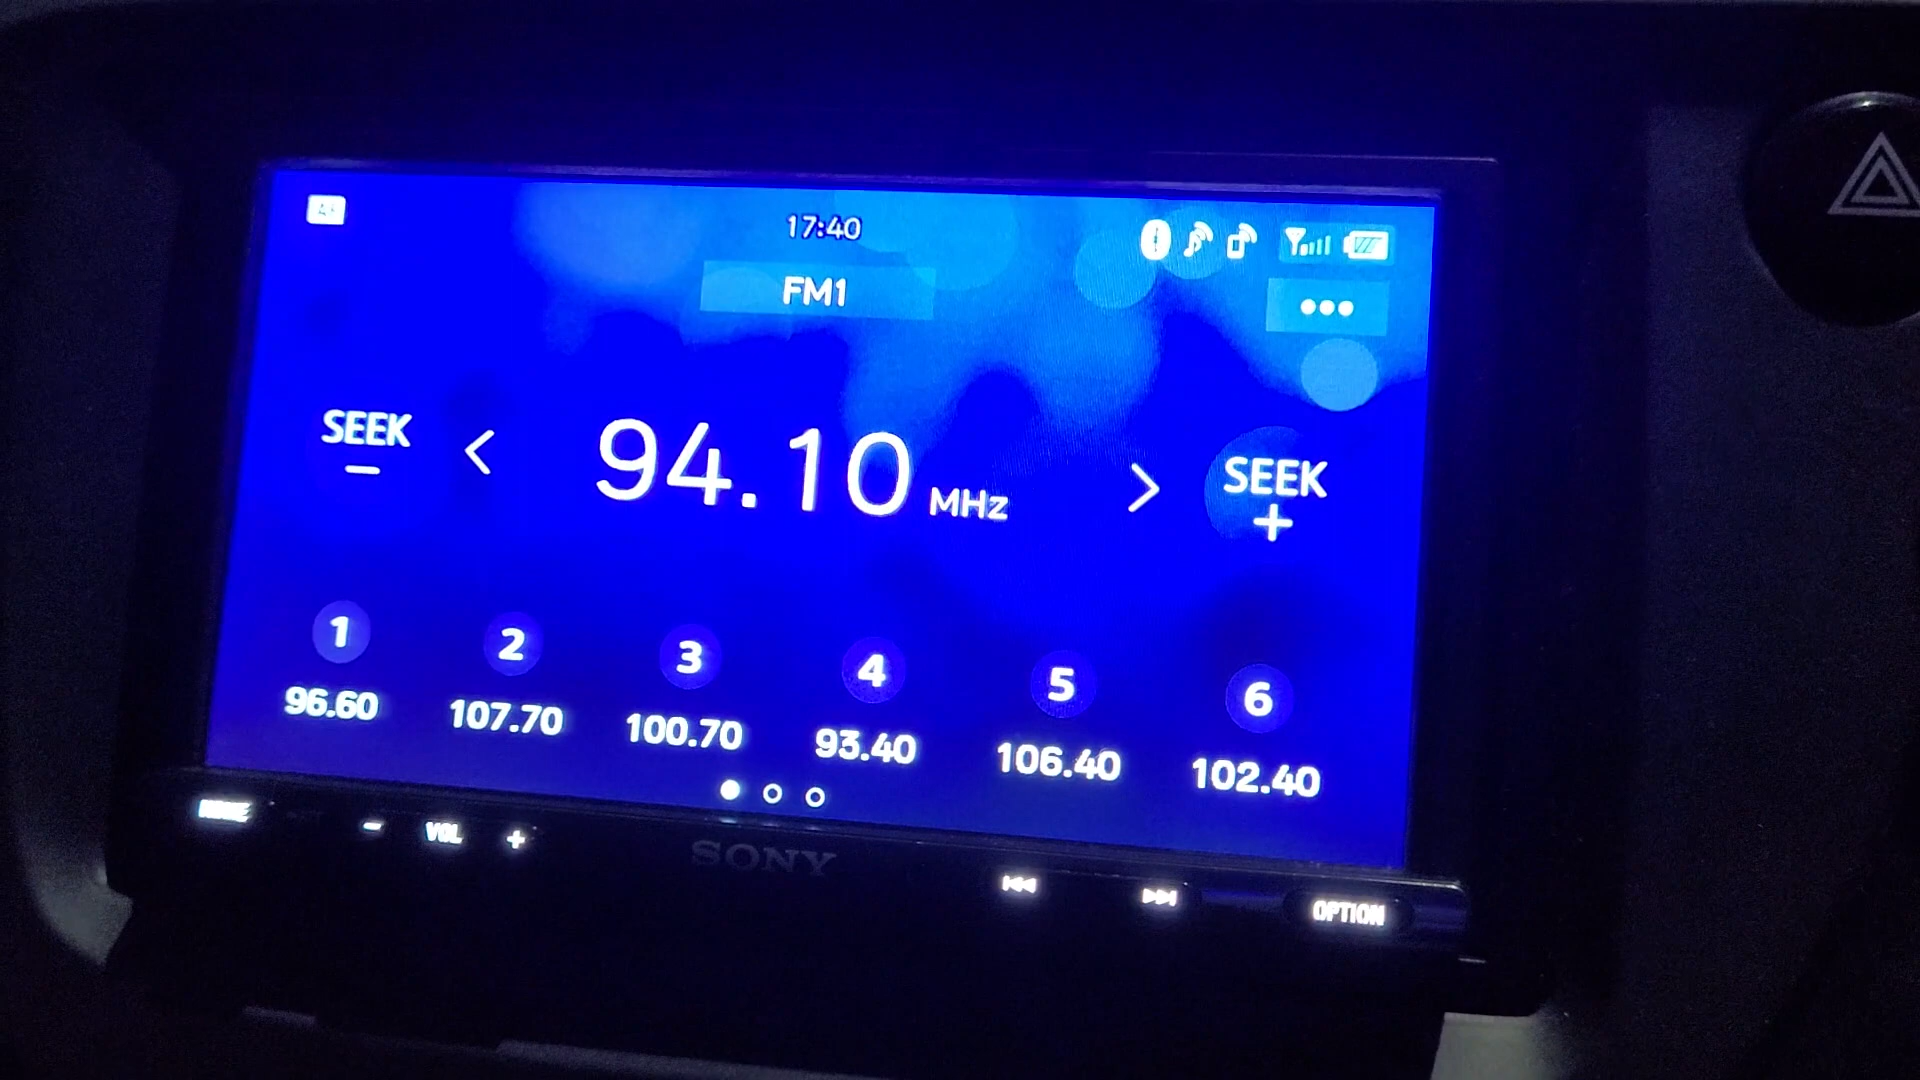 17:40
FM1
•••
SEEK
−
<
94.10 MHz
>
SEEK
+
1 2 3 4 5 6
96.60 107.70 100.70 93.40 106.40 102.40
− VOL +
SONY
OPTION